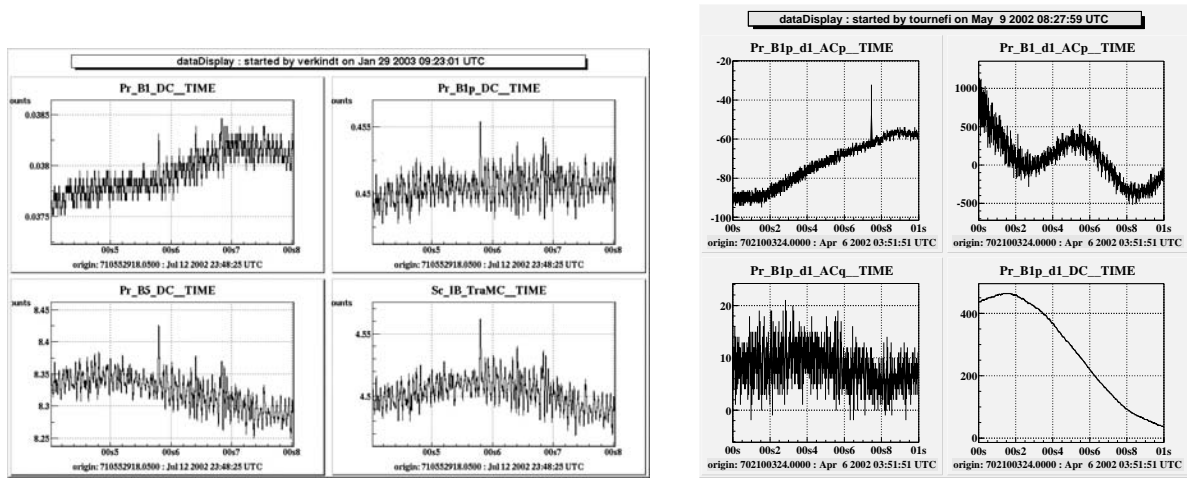 dataDisplay : started by verkindt on Jan 29 2003 09:23:01 UTC
Pr_B1_DC__TIME
ounts
0.0385
0.038
0.0375
00s5 00s6 00s7 00s8
origin: 710552918.0500 : Jul 12 2002 23:48:25 UTC
Pr_B1p_DC__TIME
ounts
0.455
0.45
00s5 00s6 00s7 00s8
origin: 710552918.0500 : Jul 12 2002 23:48:25 UTC
Pr_B5_DC__TIME
ounts
8.45
8.4
8.35
8.3
8.25
00s5 00s6 00s7 00s8
origin: 710552918.0500 : Jul 12 2002 23:48:25 UTC
Sc_IB_TraMC__TIME
ounts
4.55
4.5
00s5 00s6 00s7 00s8
origin: 710552918.0500 : Jul 12 2002 23:48:25 UTC
dataDisplay : started by tournefi on May 9 2002 08:27:59 UTC
Pr_B1p_d1_ACp__TIME
-20
-40
-60
-80
-100
00s 00s2 00s4 00s6 00s8 01s
origin: 702100324.0000 : Apr 6 2002 03:51:51 UTC
Pr_B1_d1_ACp__TIME
1000
500
0
-500
00s 00s2 00s4 00s6 00s8 01s
origin: 702100324.0000 : Apr 6 2002 03:51:51 UTC
Pr_B1p_d1_ACq__TIME
20
10
0
00s 00s2 00s4 00s6 00s8 01s
origin: 702100324.0000 : Apr 6 2002 03:51:51 UTC
Pr_B1p_d1_DC__TIME
400
200
0
00s 00s2 00s4 00s6 00s8 01s
origin: 702100324.0000 : Apr 6 2002 03:51:51 UTC